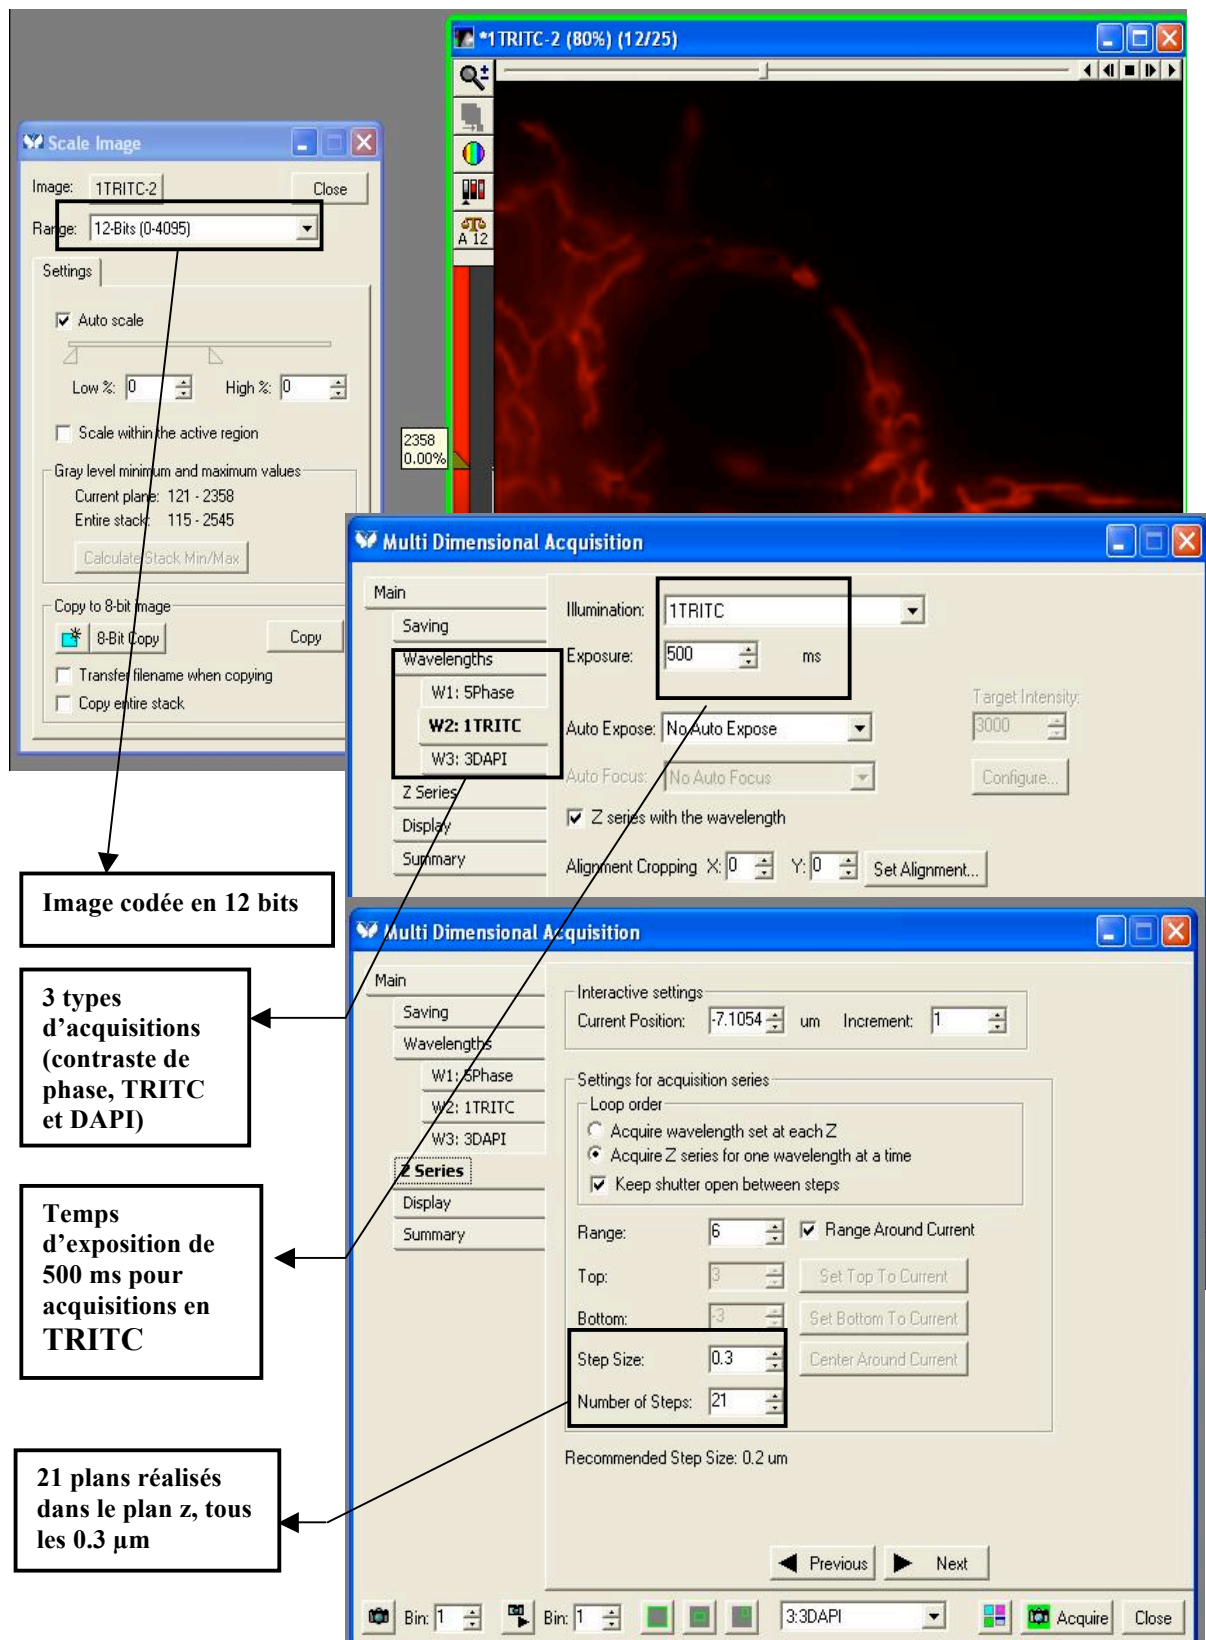 *1TRITC-2 (80%) (12/25)
A 12
2358
0.00%
Scale Image
Image: 1TRITC-2 Close
Range: 12-Bits (0-4095)
Settings
Auto scale
Low %: 0 High %: 0
Scale within the active region
Gray level minimum and maximum values
Current plane: 121 - 2358
Entire stack: 115 - 2545
Calculate Stack Min/Max
Copy to 8-bit image
8-Bit Copy Copy
Transfer filename when copying
Copy entire stack
Multi Dimensional Acquisition
Main
Saving
Wavelengths
W1: 5Phase
W2: 1TRITC
W3: 3DAPI
Z Series
Display
Summary
Illumination: 1TRITC
Exposure: 500 ms
Target Intensity:
Auto Expose: No Auto Expose 3000
Auto Focus: No Auto Focus Configure...
Z series with the wavelength
Alignment Cropping X: 0 Y: 0 Set Alignment...
Image codée en 12 bits
3 types
d'acquisitions
(contraste de
phase, TRITC
et DAPI)
Temps
d'exposition de
500 ms pour
acquisitions en
TRITC
21 plans réalisés
dans le plan z, tous
les 0.3 µm
Multi Dimensional Acquisition
Main
Saving
Wavelengths
W1: 5Phase
W2: 1TRITC
W3: 3DAPI
Z Series
Display
Summary
Interactive settings
Current Position: -7.1054 um Increment: 1
Settings for acquisition series
Loop order
Acquire wavelength set at each Z
Acquire Z series for one wavelength at a time
Keep shutter open between steps
Range: 6 Range Around Current
Top: 3 Set Top To Current
Bottom: -3 Set Bottom To Current
Step Size: 0.3 Center Around Current
Number of Steps: 21
Recommended Step Size: 0.2 um
Previous Next
Bin: 1 Bin: 1 3:3DAPI Acquire Close